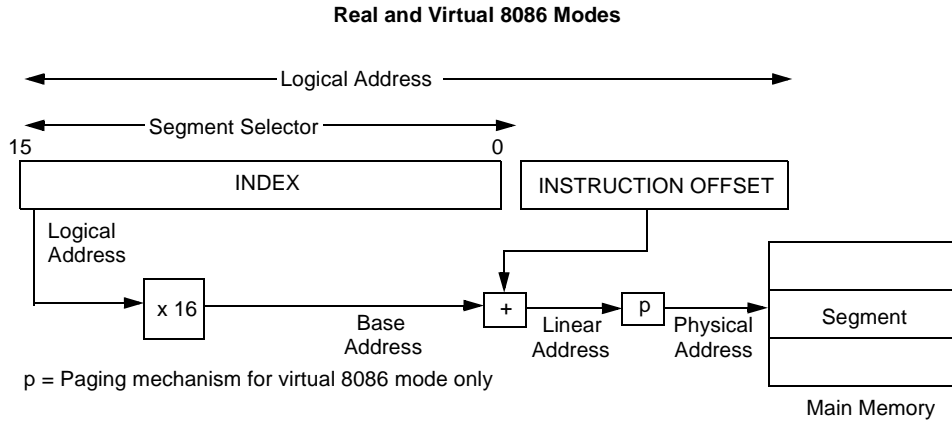 Real and Virtual 8086 Modes
Logical Address
Segment Selector
15
0
INDEX
INSTRUCTION OFFSET
Logical
Address
x 16
Base
Address
+
Linear
Address
p
Physical
Address
Segment
p = Paging mechanism for virtual 8086 mode only
Main Memory